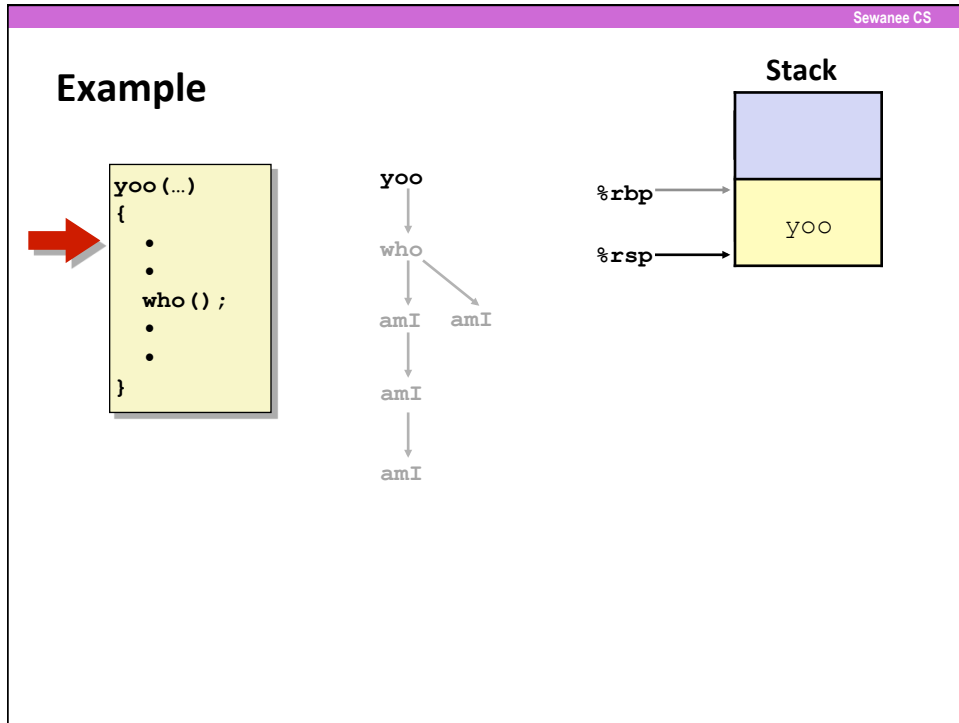 Sewanee CS
Example
Stack
yoo(…)
{
•
•
who();
•
•
}
yoo
who
amI amI
amI
amI
%rbp
%rsp
yoo